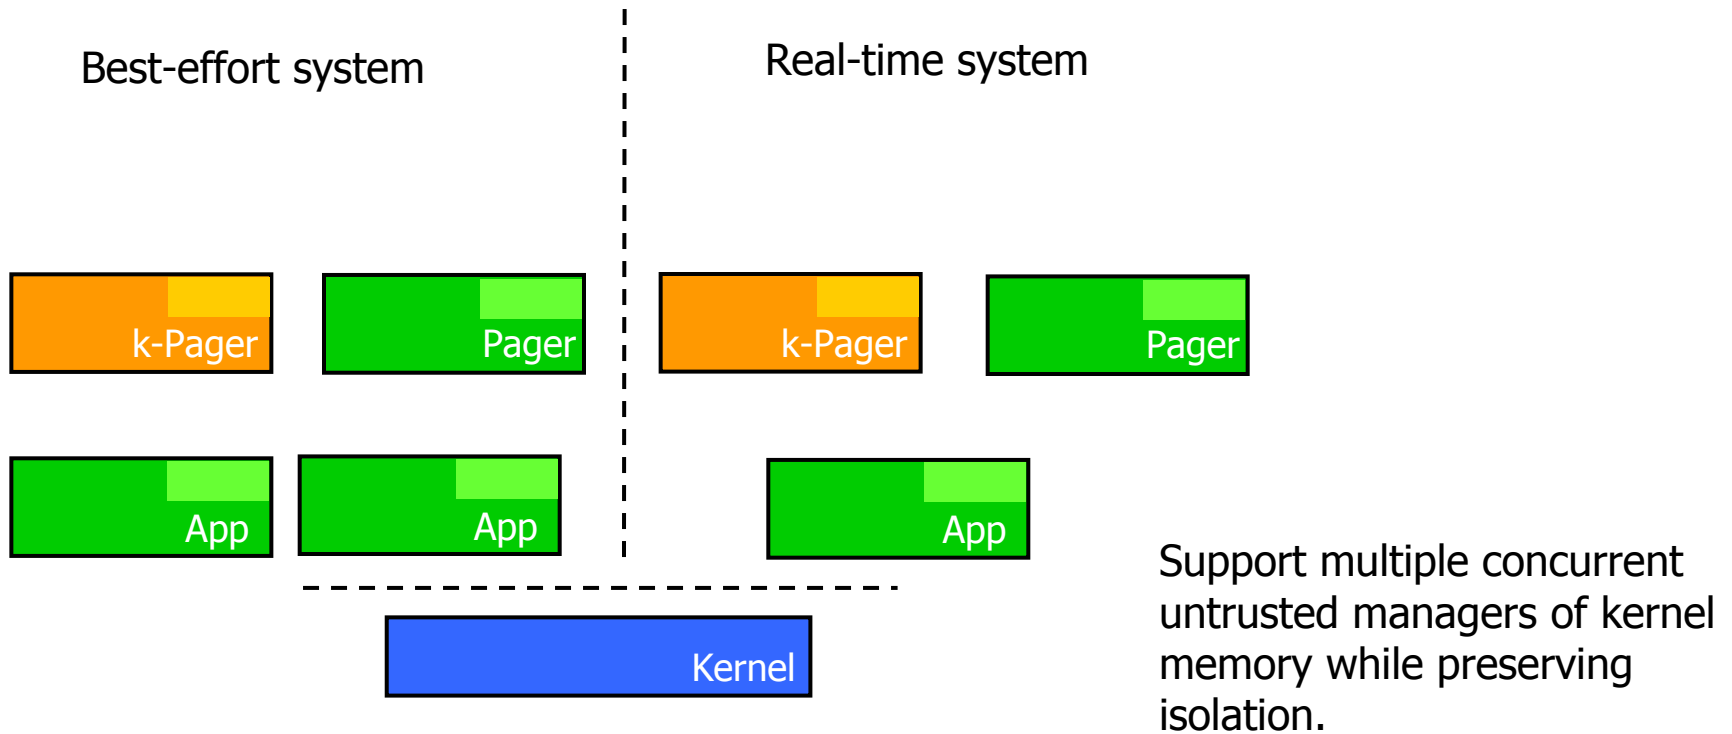 Best-effort system
Real-time system
k-Pager
Pager
k-Pager
Pager
App
App
App
Kernel
Support multiple concurrent
untrusted managers of kernel
memory while preserving
isolation.